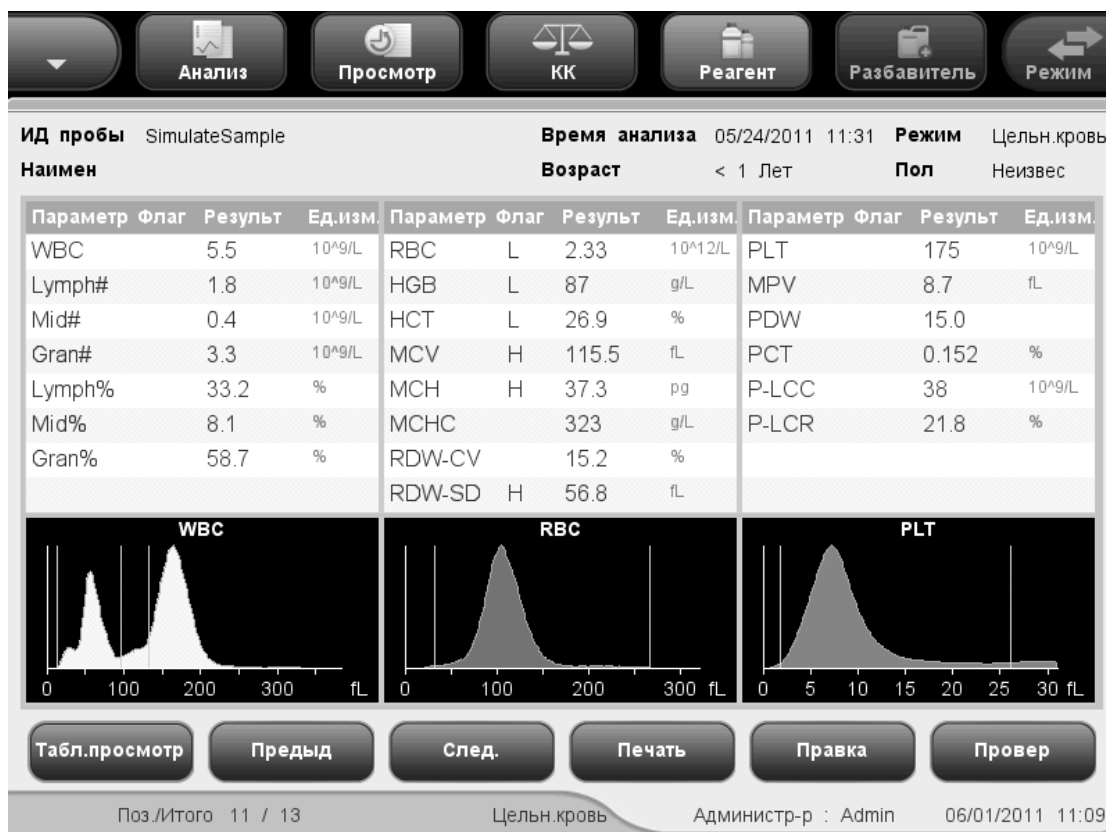 Анализ Просмотр КК Реагент Разбавитель Режим
ИД пробы SimulateSample Время анализа 05/24/2011 11:31 Режим Цельн.кровь
Наимен Возраст < 1 Лет Пол Неизвес
Параметр Флаг Результ Ед.изм. Параметр Флаг Результ Ед.изм. Параметр Флаг Результ Ед.изм.
WBC 5.5 10^9/L RBC L 2.33 10^12/L PLT 175 10^9/L
Lymph# 1.8 10^9/L HGB L 87 g/L MPV 8.7 fL
Mid# 0.4 10^9/L HCT L 26.9 % PDW 15.0
Gran# 3.3 10^9/L MCV H 115.5 fL PCT 0.152 %
Lymph% 33.2 % MCH H 37.3 pg P-LCC 38 10^9/L
Mid% 8.1 % MCHC 323 g/L P-LCR 21.8 %
Gran% 58.7 % RDW-CV 15.2 %
RDW-SD H 56.8 fL
WBC RBC PLT
0 100 200 300 fL 0 100 200 300 fL 0 5 10 15 20 25 30 fL
Табл.просмотр Предыд След. Печать Правка Провер
Поз./Итого 11 / 13 Цельн.кровь Администр-р : Admin 06/01/2011 11:09